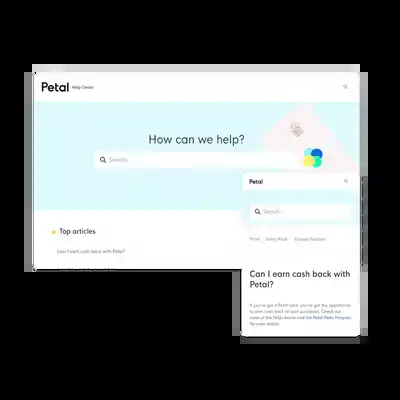 Petal Help Center
How can we help?
Search...
Top articles
Can I earn cash back with Petal?
Petal
Search...
Petal Using Petal
Can I earn cash back with
Petal?
If you've got a Petal card, you've got the opportunity
to earn cash back on your purchases. Check out
some of the FAQs below and the Petal Perks Program
for more details.